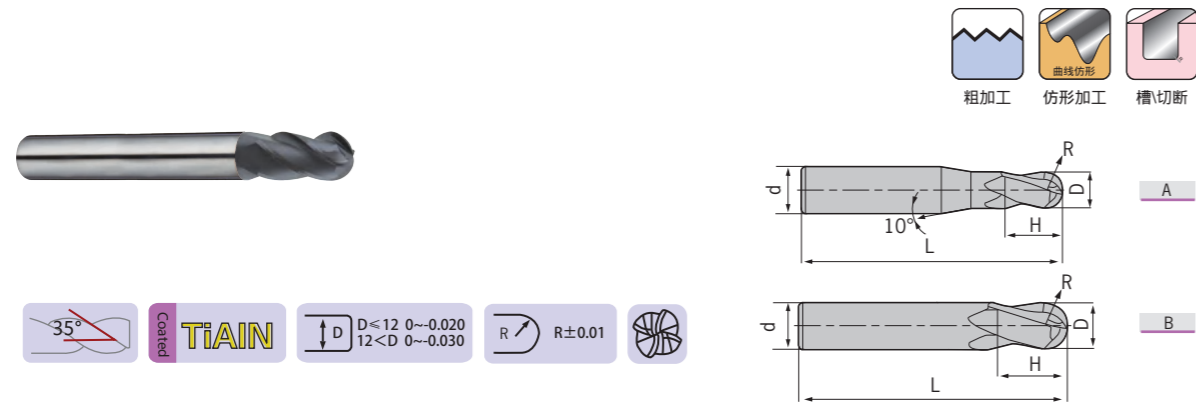 曲线仿形
粗加工
仿形加工
槽\切断
R
d
D
A
10°
H
L
R
d
D
B
H
L
35°
Coated
TiAlN
D
D≤12 0~-0.020
12<D 0~-0.030
R
R±0.01